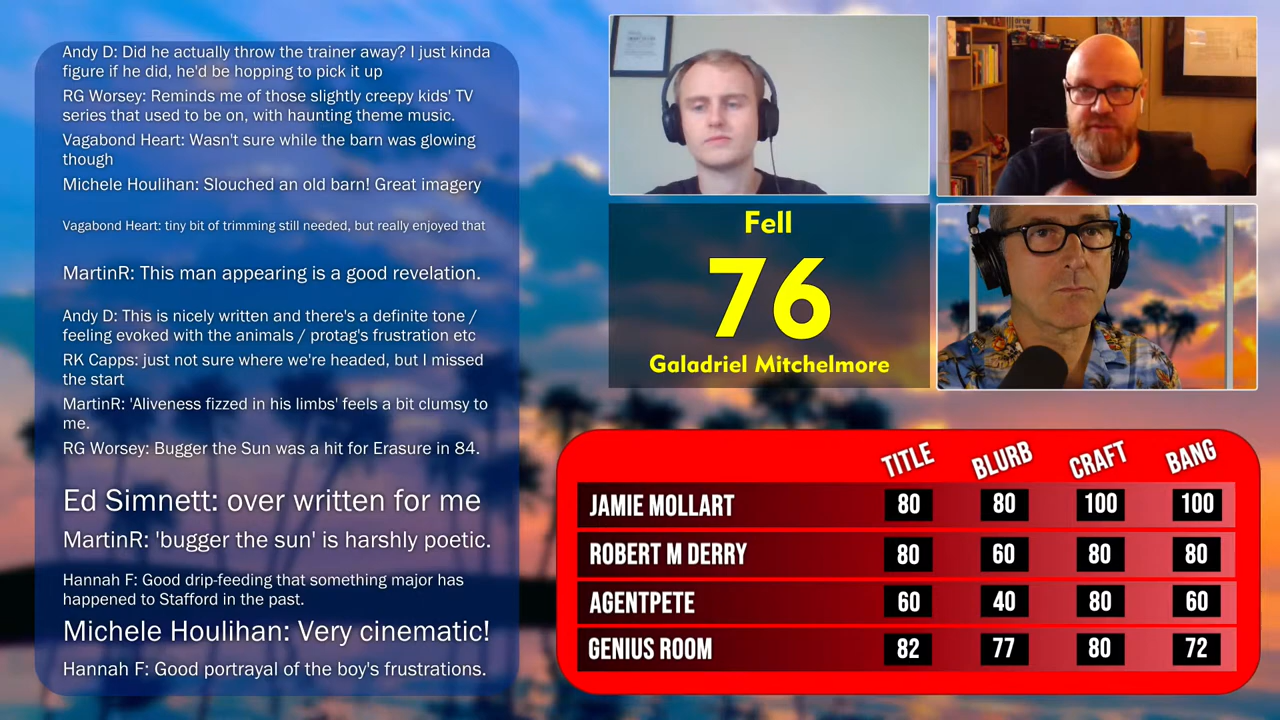 Andy D: Did he actually throw the trainer away? I just kinda
figure if he did, he'd be hopping to pick it up
RG Worsey: Reminds me of those slightly creepy kids' TV
series that used to be on, with haunting theme music.
Vagabond Heart: Wasn't sure while the barn was glowing
though
Michele Houlihan: Slouched an old barn! Great imagery
Vagabond Heart: tiny bit of trimming still needed, but really enjoyed that
MartinR: This man appearing is a good revelation.
Andy D: This is nicely written and there's a definite tone /
feeling evoked with the animals / protag's frustration etc
RK Capps: just not sure where we're headed, but I missed
the start
MartinR: 'Aliveness fizzed in his limbs' feels a bit clumsy to
me.
RG Worsey: Bugger the Sun was a hit for Erasure in 84.
Ed Simnett: over written for me
MartinR: 'bugger the sun' is harshly poetic.
Hannah F: Good drip-feeding that something major has
happened to Stafford in the past.
Michele Houlihan: Very cinematic!
Hannah F: Good portrayal of the boy's frustrations.
Fell
76
Galadriel Mitchelmore
TITLE BLURB CRAFT BANG
JAMIE MOLLART 80 80 100 100
ROBERT M DERRY 80 60 80 80
AGENTPETE 60 40 80 60
GENIUS ROOM 82 77 80 72